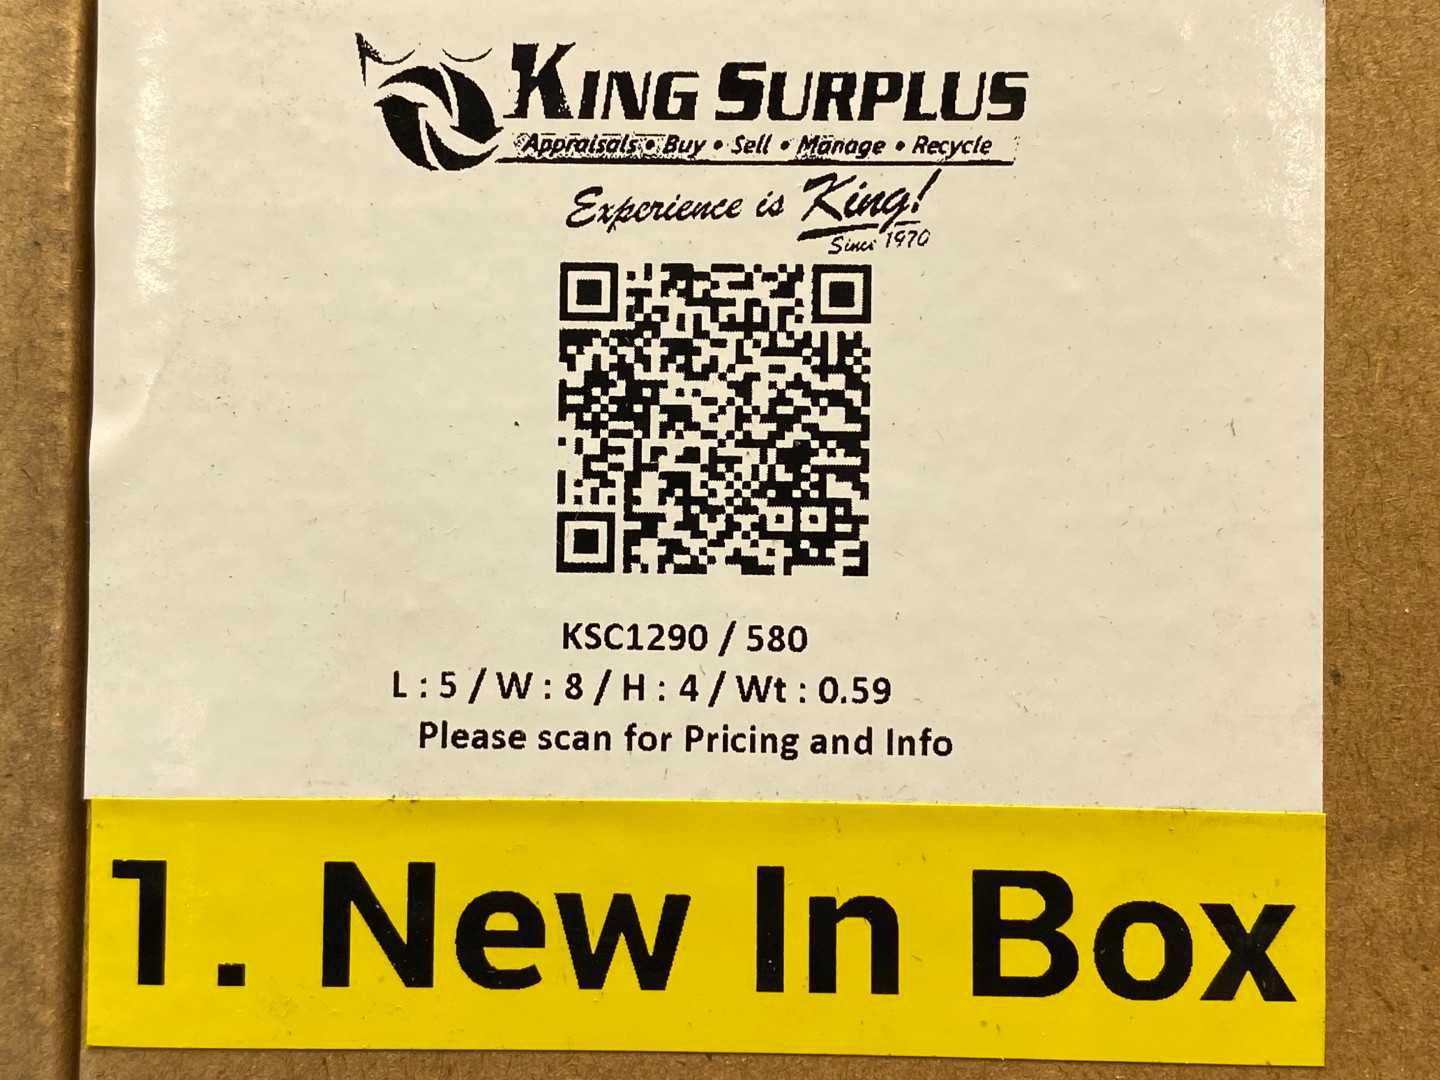 KING SURPLUS
Appraisals • Buy • Sell • Manage • Recycle
Experience is King!
Since 1970
KSC1290 / 580
L : 5 / W : 8 / H : 4 / Wt : 0.59
Please scan for Pricing and Info
1. New In Box